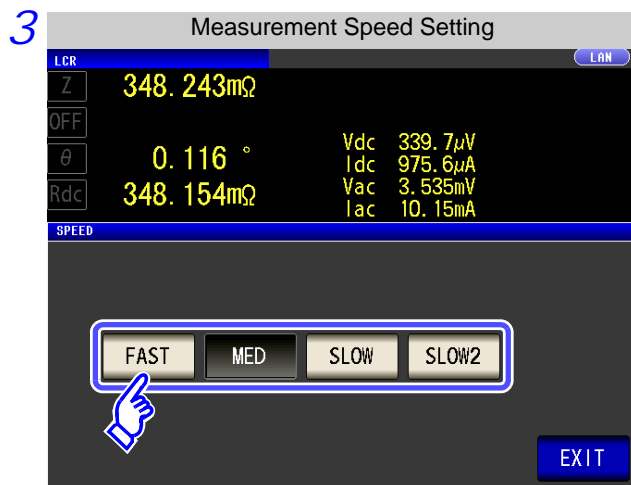 3 Measurement Speed Setting
LCR LAN
Z 348.243mΩ
OFF
Vdc 339.7μV
θ 0.116 ° Idc 975.6μA
Vac 3.535mV
Rdc 348.154mΩ Iac 10.15mA
SPEED
FAST MED SLOW SLOW2
EXIT